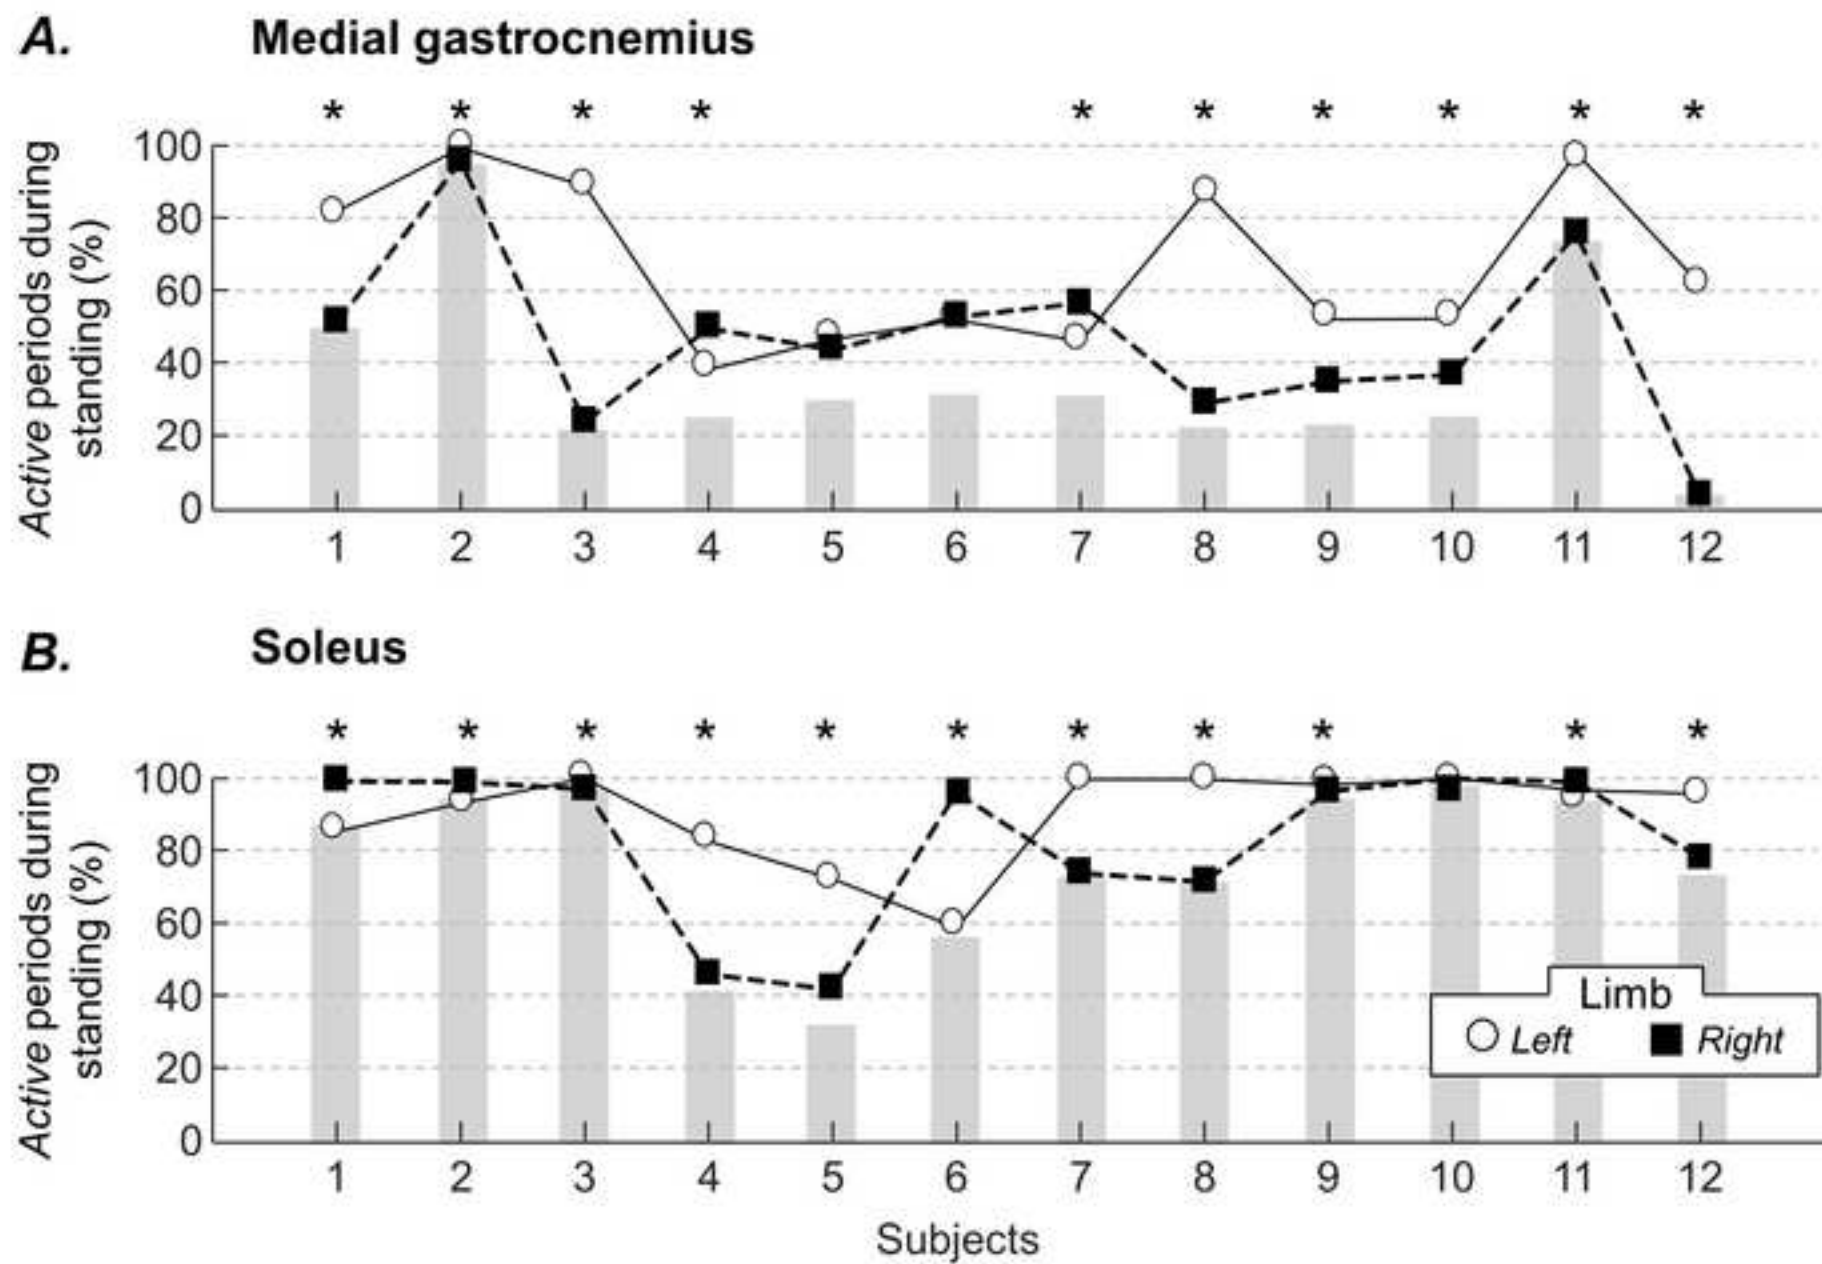 A. Medial gastrocnemius
* * * * * * * * * *
Active periods during
standing (%)
100
80
60
40
20
0
1 2 3 4 5 6 7 8 9 10 11 12
B. Soleus
* * * * * * * * * * *
Active periods during
standing (%)
100
80
60
40
20
0
Limb
Left Right
1 2 3 4 5 6 7 8 9 10 11 12
Subjects